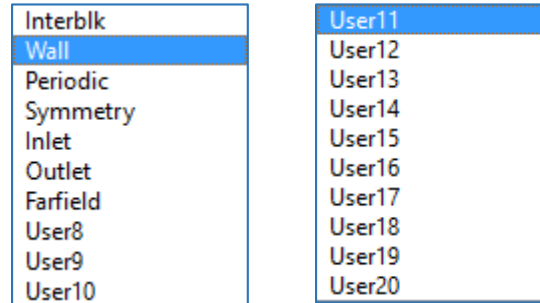 Interblk
Wall
Periodic
Symmetry
Inlet
Outlet
Farfield
User8
User9
User10
User11
User12
User13
User14
User15
User16
User17
User18
User19
User20